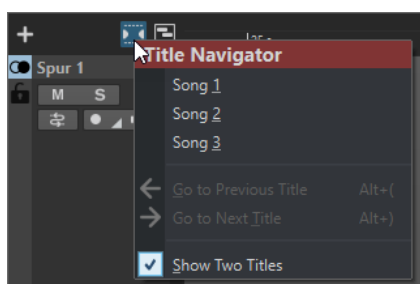 Title Navigator
Spur 1
Song 1
M S
Song 2
Song 3
Go to Previous Title Alt+(
Go to Next Title Alt+)
Show Two Titles